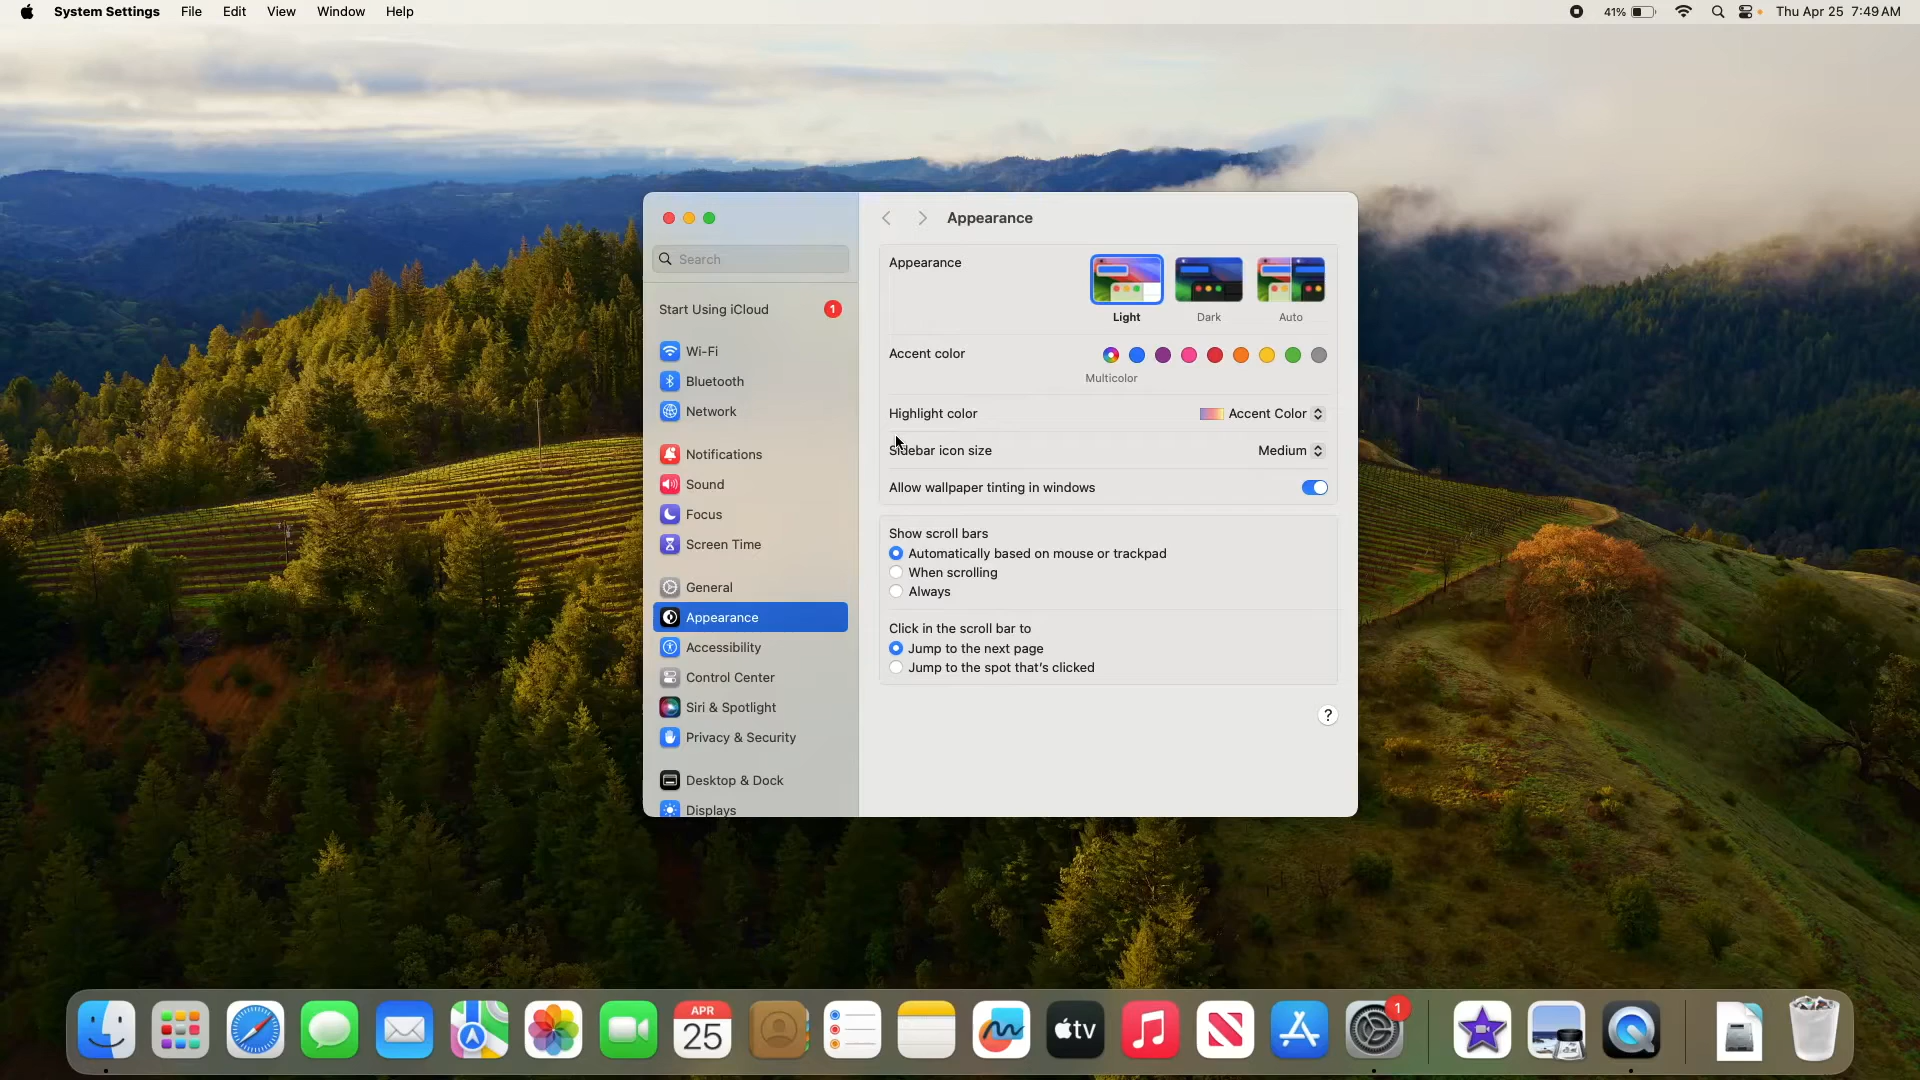 System Settings File Edit View Window Help 41% Thu Apr 25 7:49 AM
Appearance
Search
Start Using iCloud 1
Wi-Fi
Bluetooth
Network
Notifications
Sound
Focus
Screen Time
General
Appearance
Accessibility
Control Center
Siri & Spotlight
Privacy & Security
Desktop & Dock
Displays
Appearance
Light Dark Auto
Accent color
Multicolor
Highlight color Accent Color
Sidebar icon size Medium
Allow wallpaper tinting in windows
Show scroll bars
Automatically based on mouse or trackpad
When scrolling
Always
Click in the scroll bar to
Jump to the next page
Jump to the spot that's clicked
?
APR
25
tv
1